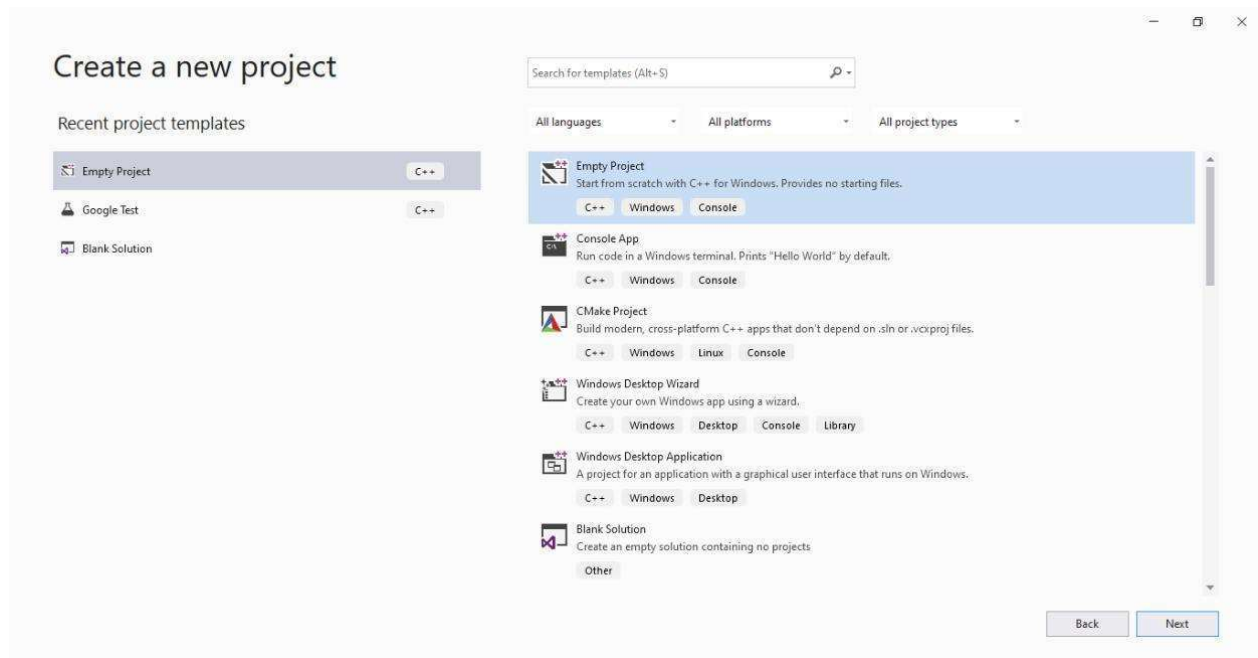 Create a new project
Search for templates (Alt+S)
Recent project templates
All languages
All platforms
All project types
Empty Project
C++
Google Test
C++
Blank Solution
Empty Project
Start from scratch with C++ for Windows. Provides no starting files.
C++ Windows Console
Console App
Run code in a Windows terminal. Prints "Hello World" by default.
C++ Windows Console
CMake Project
Build modern, cross-platform C++ apps that don't depend on .sln or .vcxproj files.
C++ Windows Linux Console
Windows Desktop Wizard
Create your own Windows app using a wizard.
C++ Windows Desktop Console Library
Windows Desktop Application
A project for an application with a graphical user interface that runs on Windows.
C++ Windows Desktop
Blank Solution
Create an empty solution containing no projects
Other
Back
Next